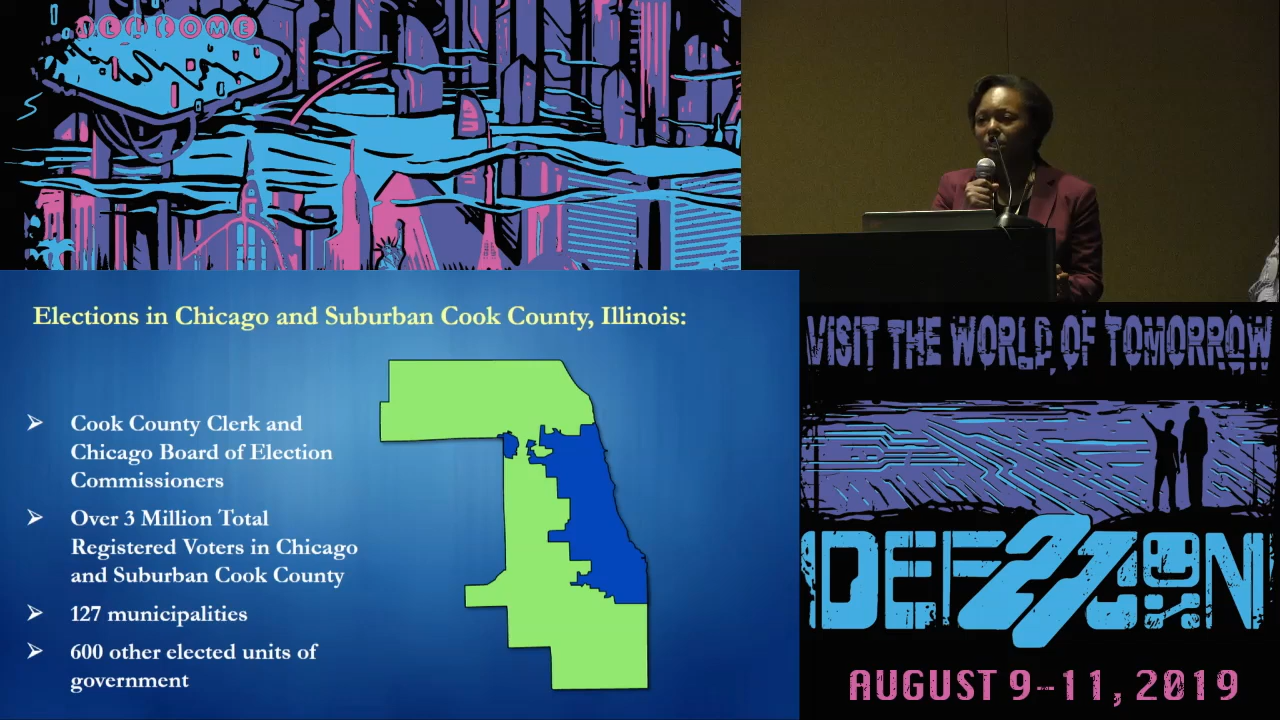 WELCOME
Elections in Chicago and Suburban Cook County, Illinois:
Cook County Clerk and
Chicago Board of Election
Commissioners
Over 3 Million Total
Registered Voters in Chicago
and Suburban Cook County
127 municipalities
600 other elected units of
government
VISIT THE WORLD OF TOMORROW
DEF27CON
AUGUST 9-11, 2019